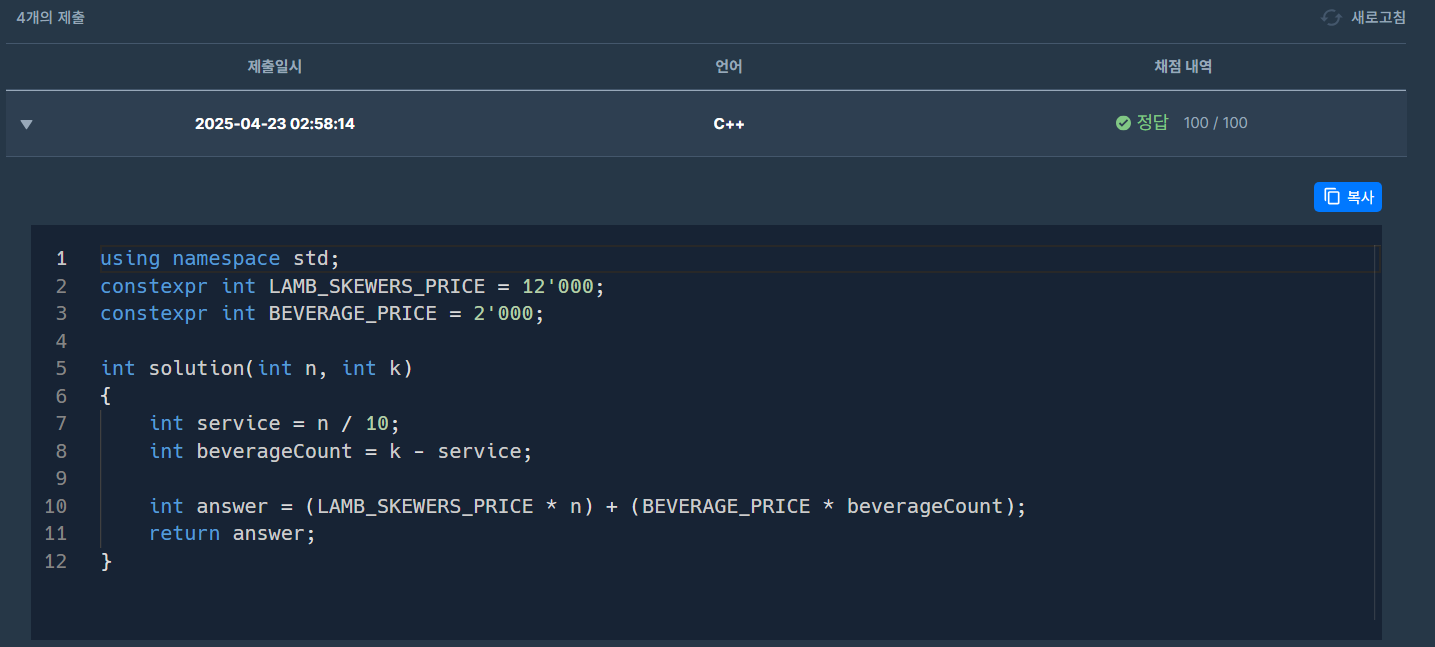 4개의 제출 새로고침
제출일시 언어 채점 내역
2025-04-23 02:58:14 C++ 정답 100 / 100
복사
1 using namespace std;
2 constexpr int LAMB_SKEWERS_PRICE = 12'000;
3 constexpr int BEVERAGE_PRICE = 2'000;
4
5 int solution(int n, int k)
6 {
7 int service = n / 10;
8 int beverageCount = k - service;
9
10 int answer = (LAMB_SKEWERS_PRICE * n) + (BEVERAGE_PRICE * beverageCount);
11 return answer;
12 }